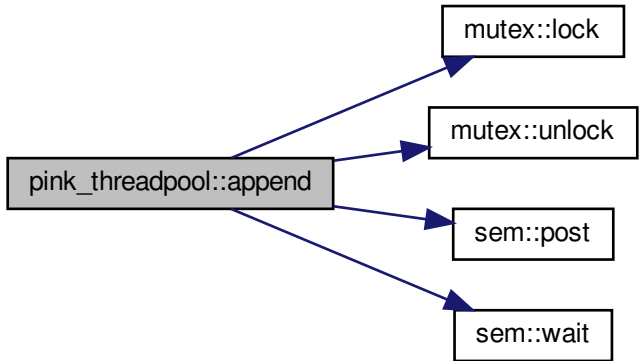 mutex::lock
mutex::unlock
pink_threadpool::append
sem::post
sem::wait